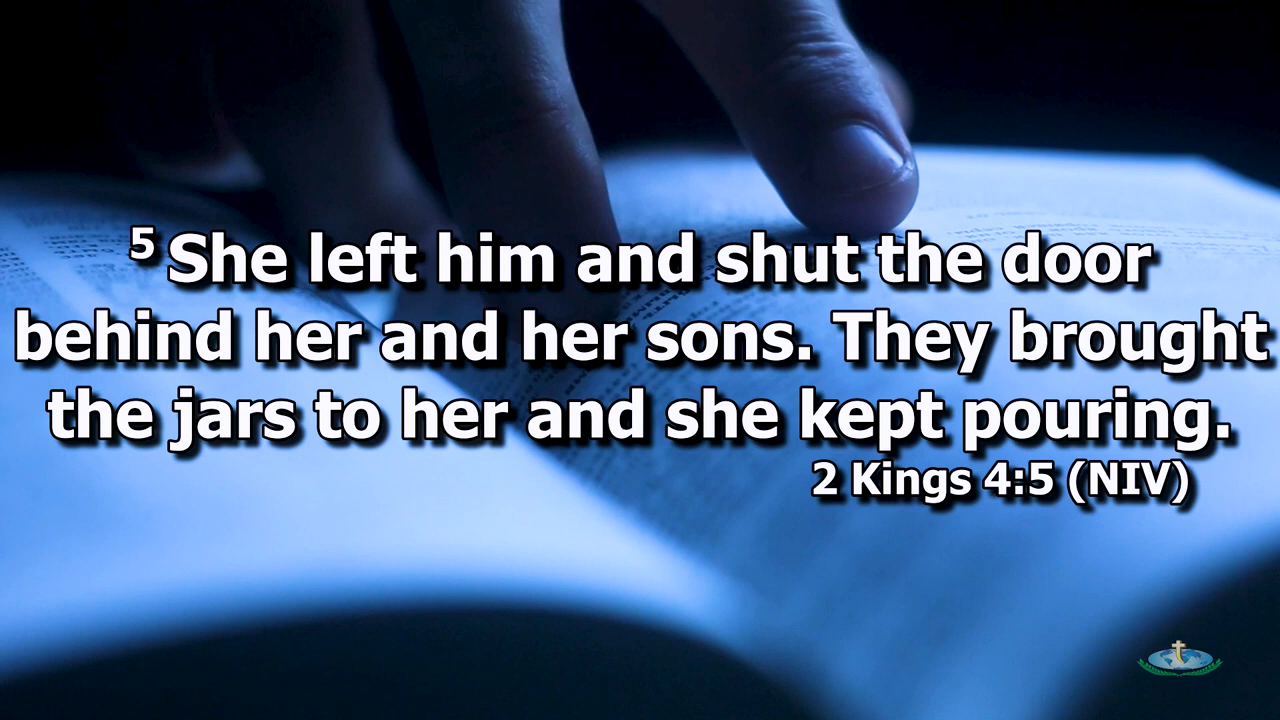 5 She left him and shut the door
behind her and her sons. They brought
the jars to her and she kept pouring.
2 Kings 4:5 (NIV)